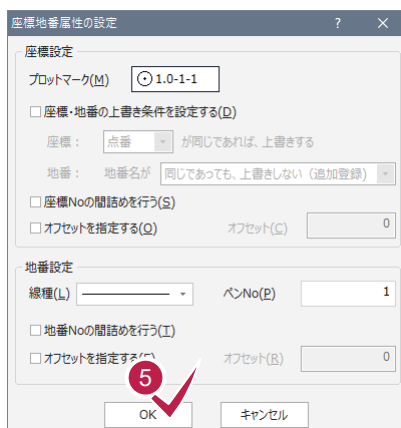 座標地番属性の設定 ? ×
座標設定
プロットマーク(M) 1.0-1-1
座標・地番の上書き条件を設定する(D)
座標： 点番 が同じであれば、上書きする
地番： 地番名が 同じであっても、上書きしない（追加登録）
座標Noの間詰めを行う(S)
オフセットを指定する(O) オフセット(C) 0
地番設定
線種(L) ペンNo(P) 1
地番Noの間詰めを行う(T)
オフセットを指定する オフセット(R) 0
5
OK キャンセル